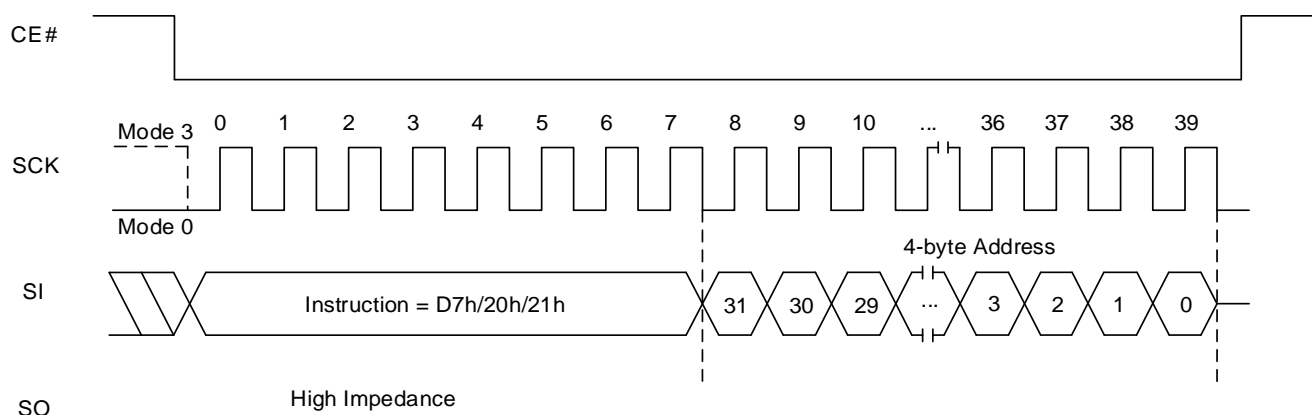 CE#
0 1 2 3 4 5 6 7 8 9 10 ... 36 37 38 39
Mode 3
SCK
Mode 0
4-byte Address
SI
Instruction = D7h/20h/21h
31 30 29 ... 3 2 1 0
High Impedance
SO